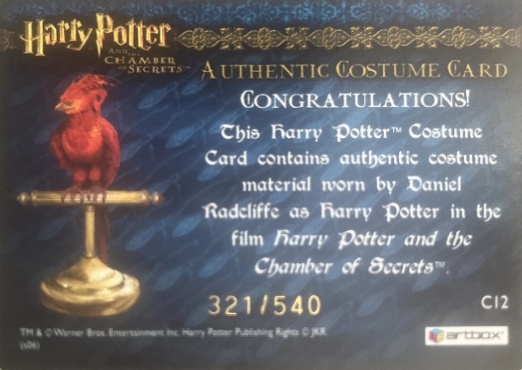 Harry Potter
AND THE
CHAMBER
OF SECRETS™
AUTHENTIC COSTUME CARD
CONGRATULATIONS!
This Harry Potter™ Costume
Card contains authentic costume
material worn by Daniel
Radcliffe as Harry Potter in the
film Harry Potter and the
Chamber of Secrets™.
321/540
C12
TM & © Warner Bros. Entertainment Inc. Harry Potter Publishing Rights © JKR.
(s06)
artbox